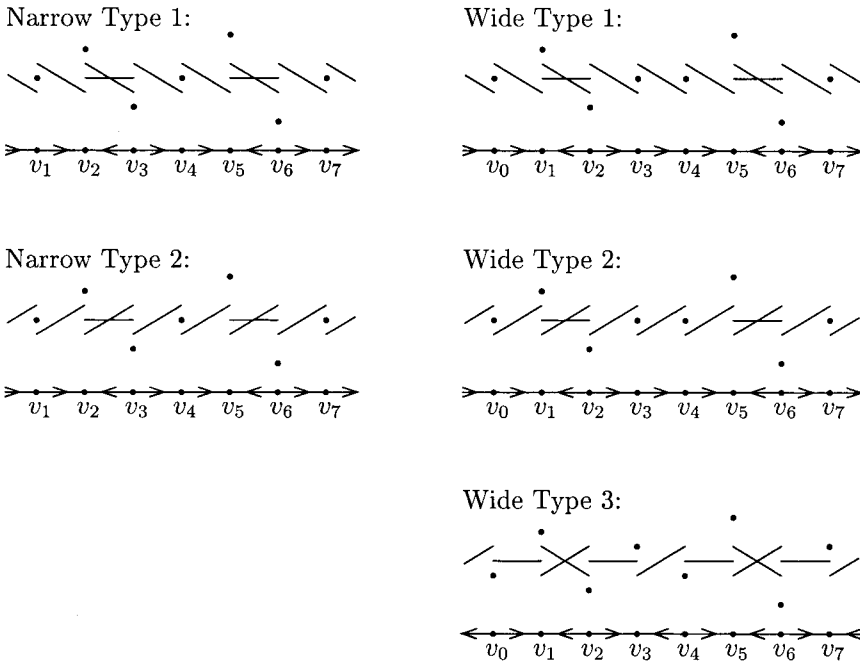 Narrow Type 1:
v₁ v₂ v₃ v₄ v₅ v₆ v₇
Wide Type 1:
v₀ v₁ v₂ v₃ v₄ v₅ v₆ v₇
Narrow Type 2:
v₁ v₂ v₃ v₄ v₅ v₆ v₇
Wide Type 2:
v₀ v₁ v₂ v₃ v₄ v₅ v₆ v₇
Wide Type 3:
v₀ v₁ v₂ v₃ v₄ v₅ v₆ v₇